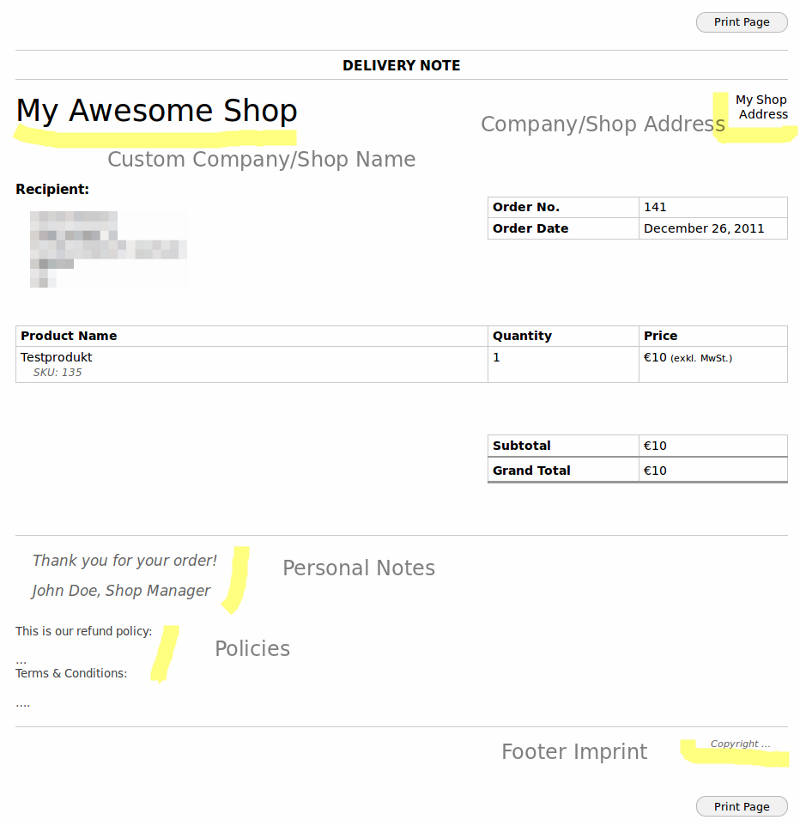 Print Page
DELIVERY NOTE
My Awesome Shop
My Shop
Address
Company/Shop Address
Custom Company/Shop Name
Recipient:
Order No. 141
Order Date December 26, 2011
Product Name Quantity Price
Testprodukt 1 €10 (exkl. MwSt.)
SKU: 135
Subtotal €10
Grand Total €10
Thank you for your order!
Personal Notes
John Doe, Shop Manager
This is our refund policy:
Policies
...
Terms & Conditions:
....
Footer Imprint
Copyright ...
Print Page